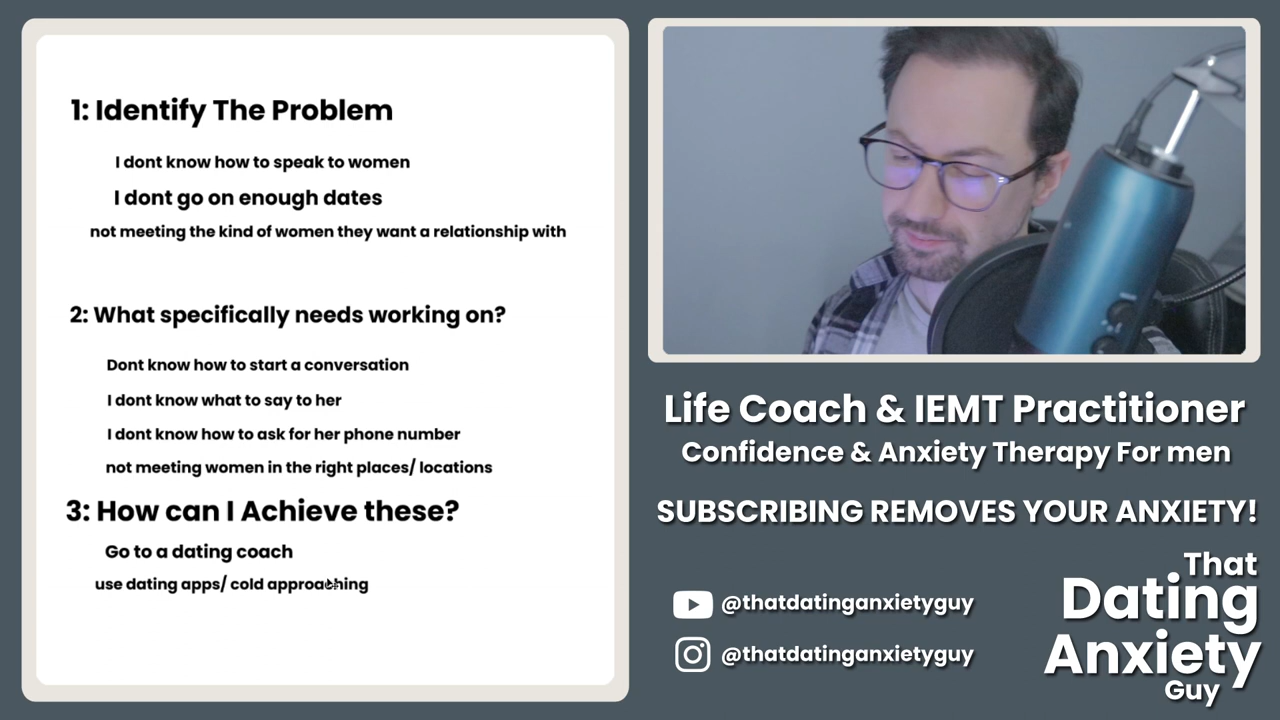 1: Identify The Problem
I dont know how to speak to women
I dont go on enough dates
not meeting the kind of women they want a relationship with
2: What specifically needs working on?
Dont know how to start a conversation
I dont know what to say to her
I dont know how to ask for her phone number
not meeting women in the right places/ locations
3: How can I Achieve these?
Go to a dating coach
use dating apps/ cold approaching
Life Coach & IEMT Practitioner
Confidence & Anxiety Therapy For men
SUBSCRIBING REMOVES YOUR ANXIETY!
@thatdatinganxietyguy
@thatdatinganxietyguy
That
Dating
Anxiety
Guy